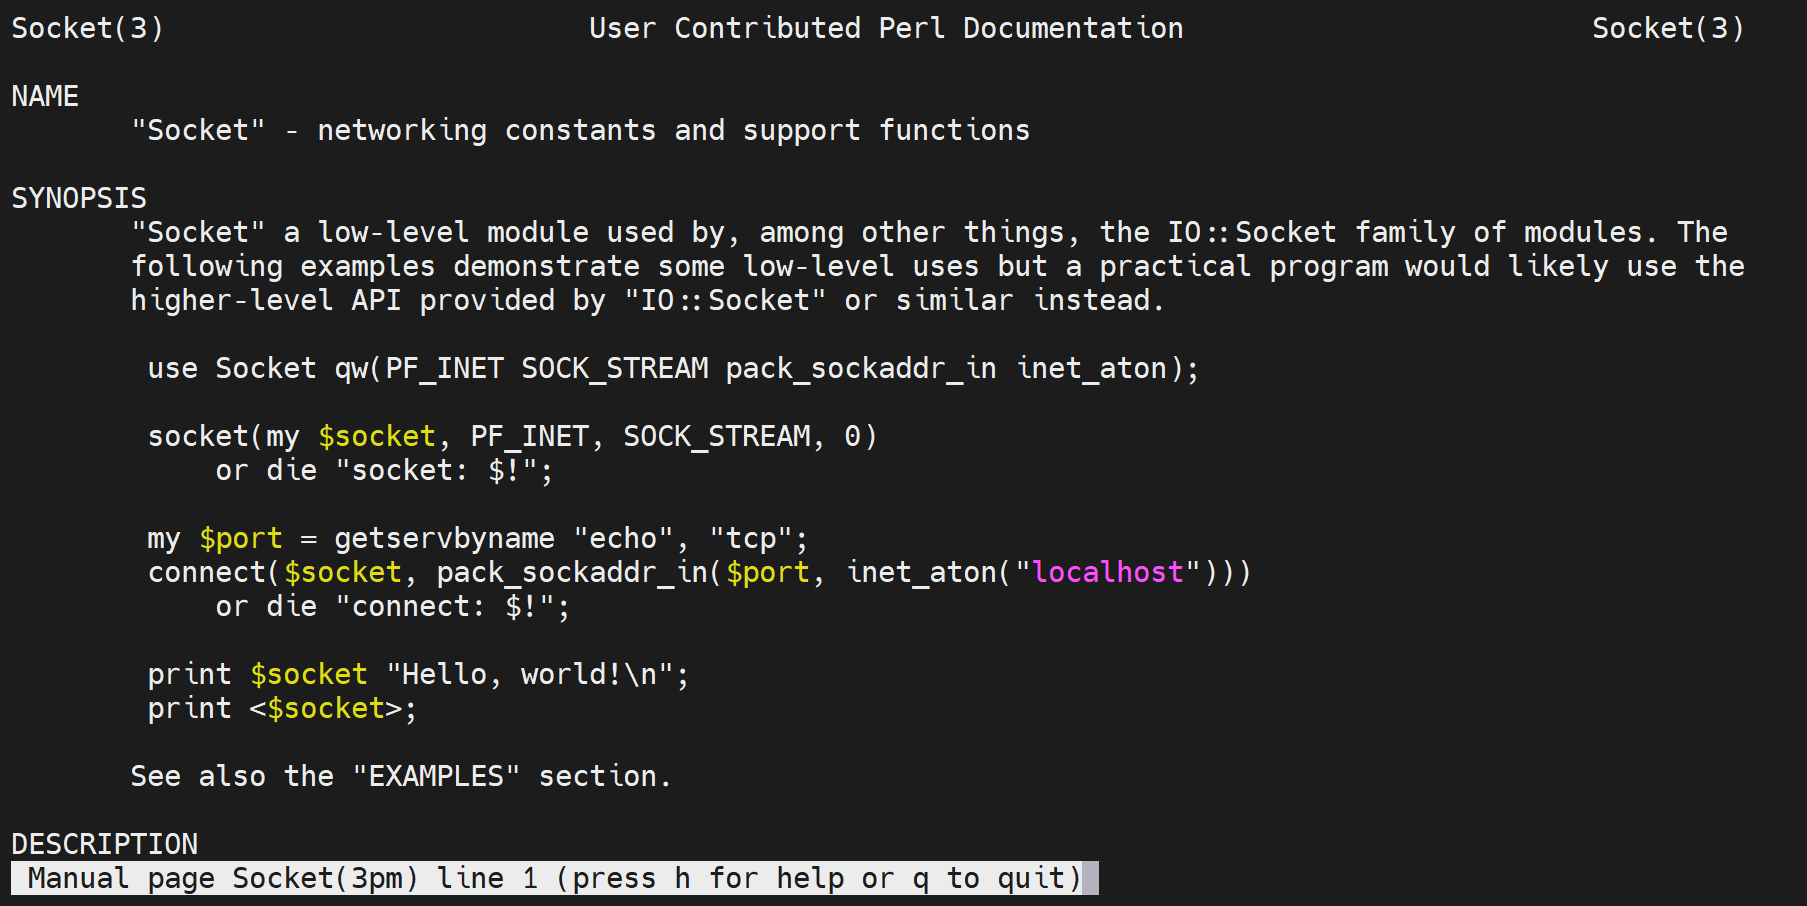 Socket(3)                         User Contributed Perl Documentation                        Socket(3)

NAME
       "Socket" - networking constants and support functions

SYNOPSIS
       "Socket" a low-level module used by, among other things, the IO::Socket family of modules. The
       following examples demonstrate some low-level uses but a practical program would likely use the
       higher-level API provided by "IO::Socket" or similar instead.

        use Socket qw(PF_INET SOCK_STREAM pack_sockaddr_in inet_aton);

        socket(my $socket, PF_INET, SOCK_STREAM, 0)
            or die "socket: $!";

        my $port = getservbyname "echo", "tcp";
        connect($socket, pack_sockaddr_in($port, inet_aton("localhost")))
            or die "connect: $!";

        print $socket "Hello, world!\n";
        print <$socket>;

       See also the "EXAMPLES" section.

DESCRIPTION
 Manual page Socket(3pm) line 1 (press h for help or q to quit)